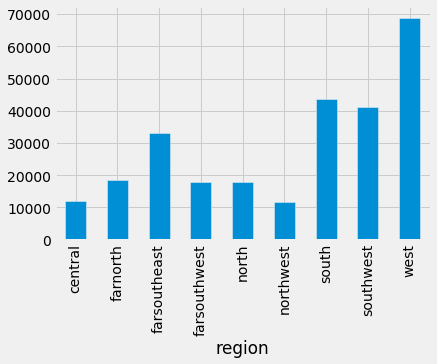 70000
60000
50000
40000
30000
20000
10000
0
central
farnorth
farsoutheast
farsouthwest
north
northwest
south
southwest
west
region